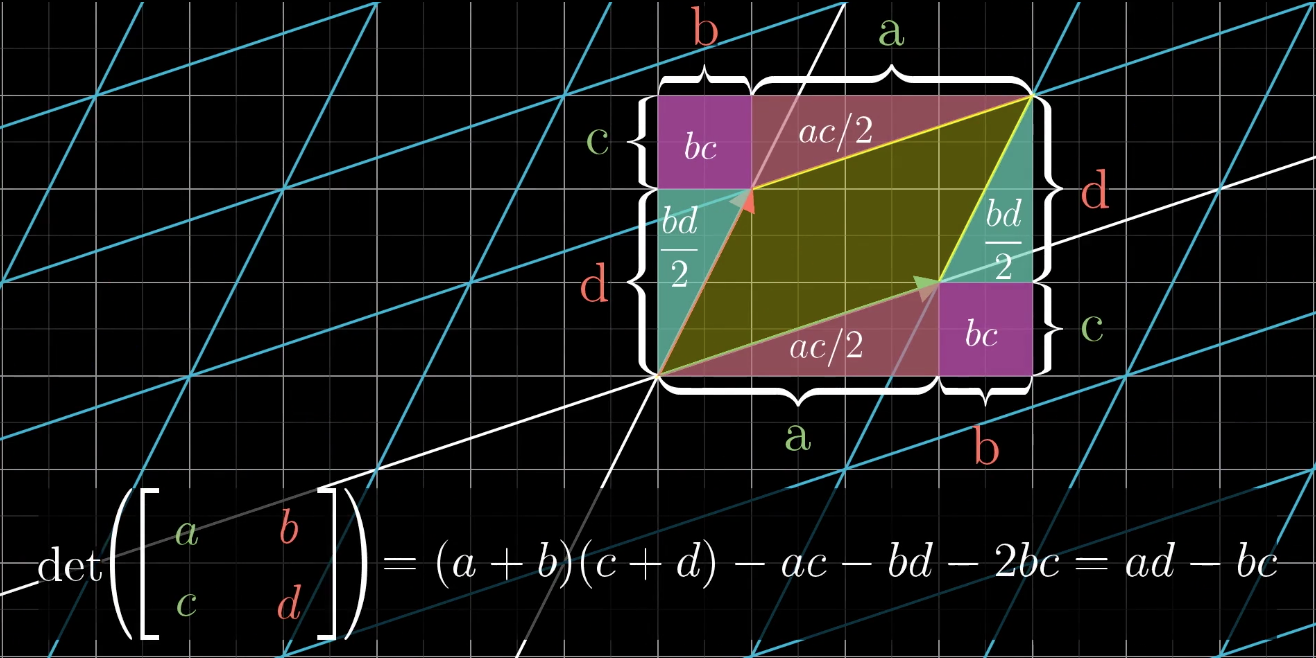 b a
c bc ac/2
d bd/2 bd/2 d
ac/2 bc c
a b
det([a b; c d]) = (a + b)(c + d) − ac − bd − 2bc = ad − bc